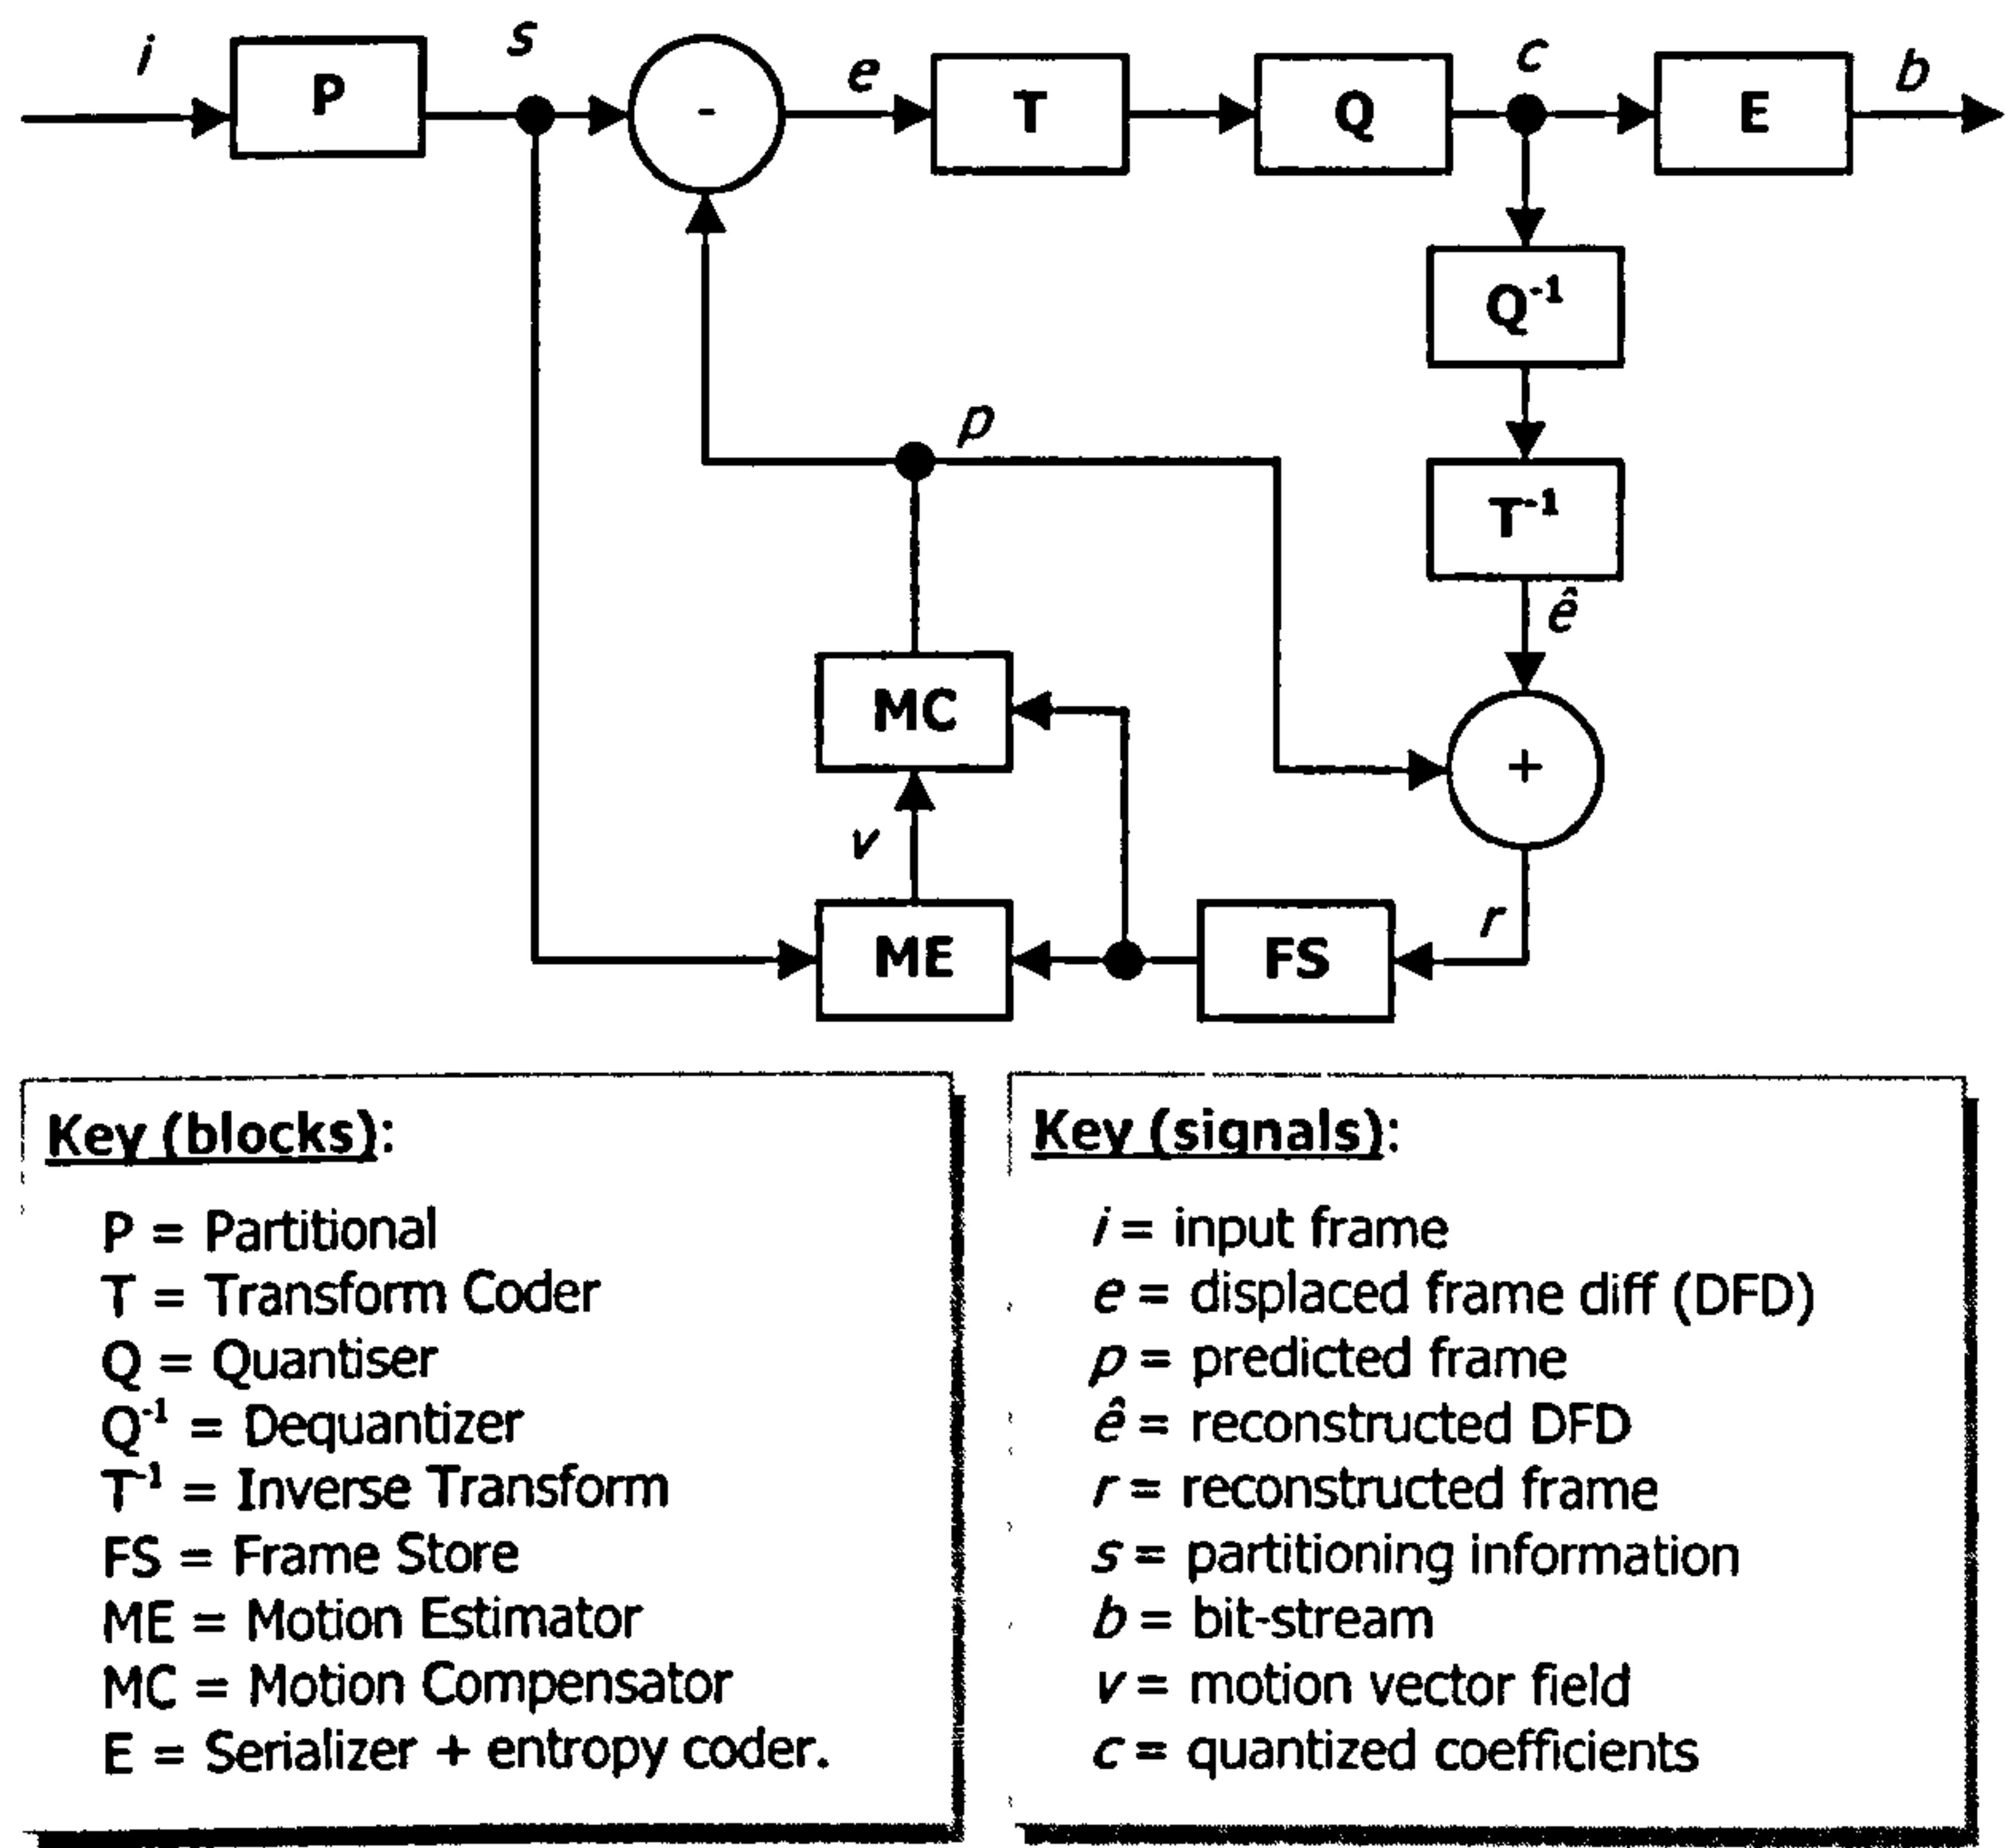 i
s
e
c
b
P
-
T
Q
E
Q-1
p
T-1
ê
MC
+
v
r
ME
FS
Key (blocks):
P = Partitional
T = Transform Coder
Q = Quantiser
Q-1 = Dequantizer
T-1 = Inverse Transform
FS = Frame Store
ME = Motion Estimator
MC = Motion Compensator
E = Serializer + entropy coder.
Key (signals):
i = input frame
e = displaced frame diff (DFD)
p = predicted frame
ê = reconstructed DFD
r = reconstructed frame
s = partitioning information
b = bit-stream
v = motion vector field
c = quantized coefficients